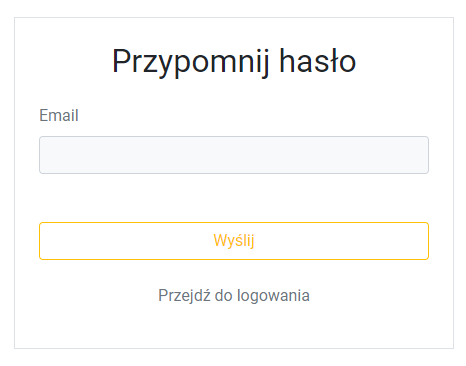 Przypomnij hasło
Email
Wyślij
Przejdź do logowania